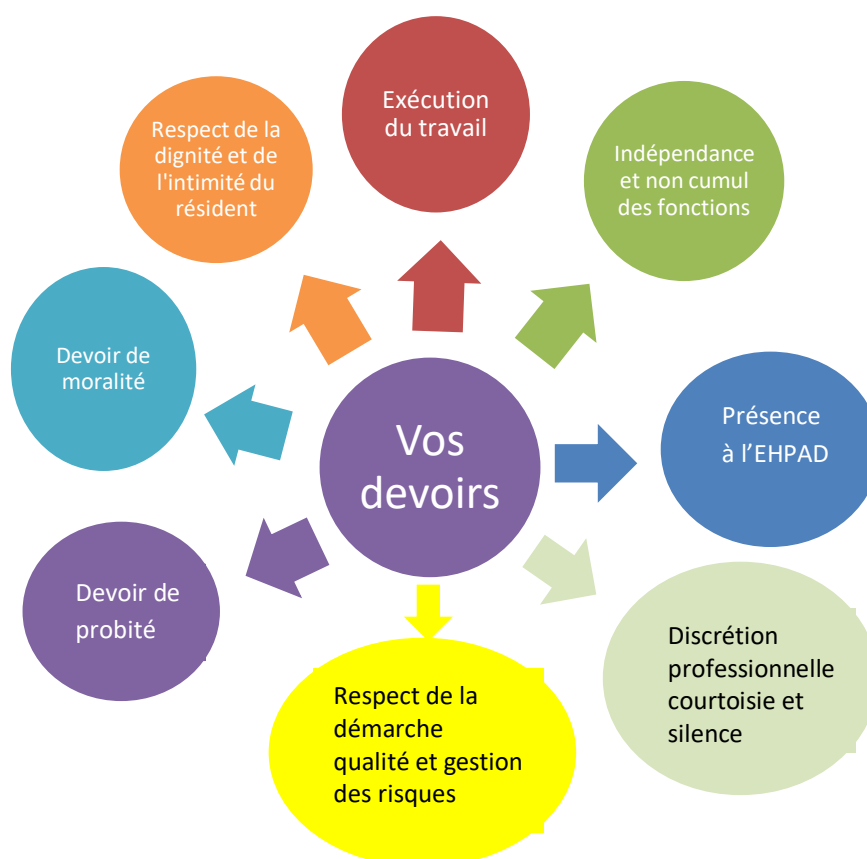 Exécution
du travail
Respect de la
dignité et de
l'intimité du
résident
Indépendance
et non cumul
des fonctions
Devoir de
moralité
Vos
devoirs
Présence
à l’EHPAD
Devoir de
probité
Discrétion
professionnelle
courtoisie et
silence
Respect de la
démarche
qualité et gestion
des risques